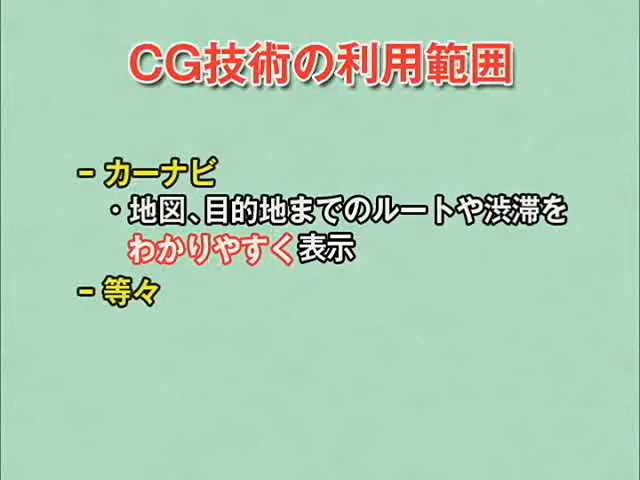 CG技術の利用範囲
- カーナビ
・地図、目的地までのルートや渋滞を
わかりやすく表示
- 等々